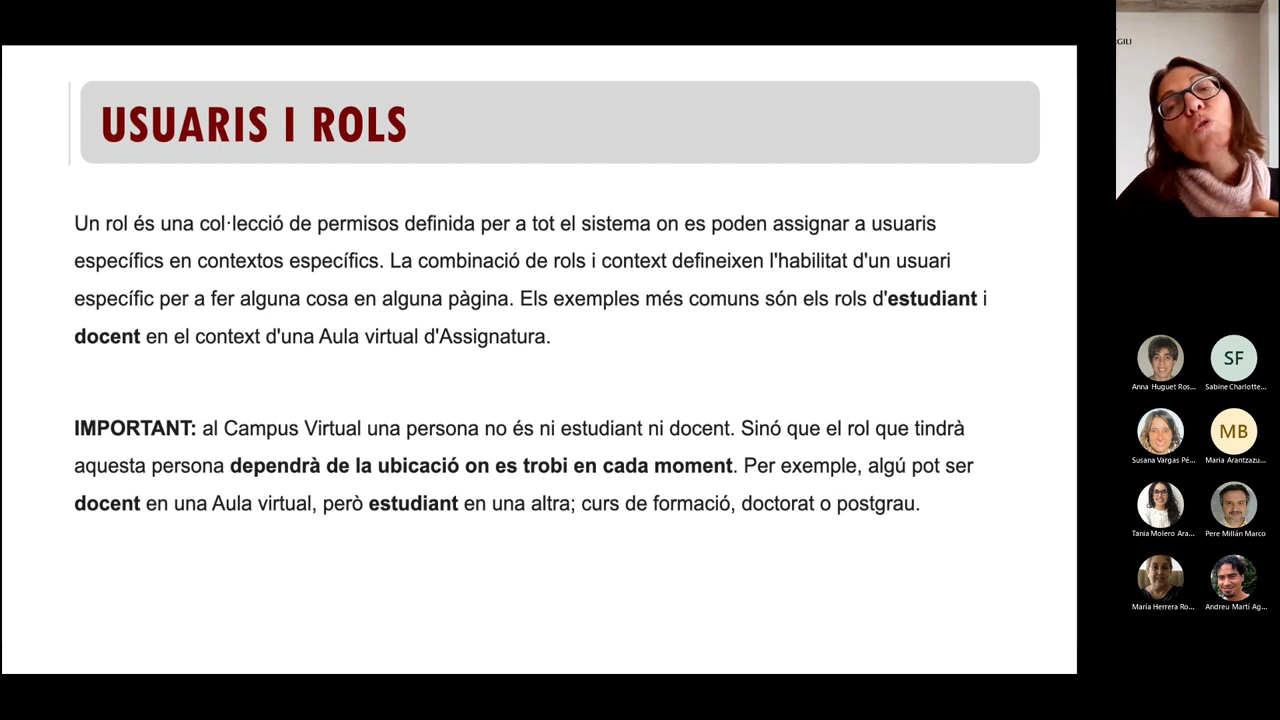 USUARIS I ROLS
Un rol és una col·lecció de permisos definida per a tot el sistema on es poden assignar a usuaris
específics en contextos específics. La combinació de rols i context defineixen l'habilitat d'un usuari
específic per a fer alguna cosa en alguna pàgina. Els exemples més comuns són els rols d'estudiant i
docent en el context d'una Aula virtual d'Assignatura.
IMPORTANT: al Campus Virtual una persona no és ni estudiant ni docent. Sinó que el rol que tindrà
aquesta persona dependrà de la ubicació on es trobi en cada moment. Per exemple, algú pot ser
docent en una Aula virtual, però estudiant en una altra; curs de formació, doctorat o postgrau.
SF
Anna Huguet Ros... Sabine Charlotte...
MB
Susana Vargas Pé... Maria Arantzazu...
Tania Molero Ara... Pere Millán Marco
María Herrera Ro... Andreu Martí Ag...